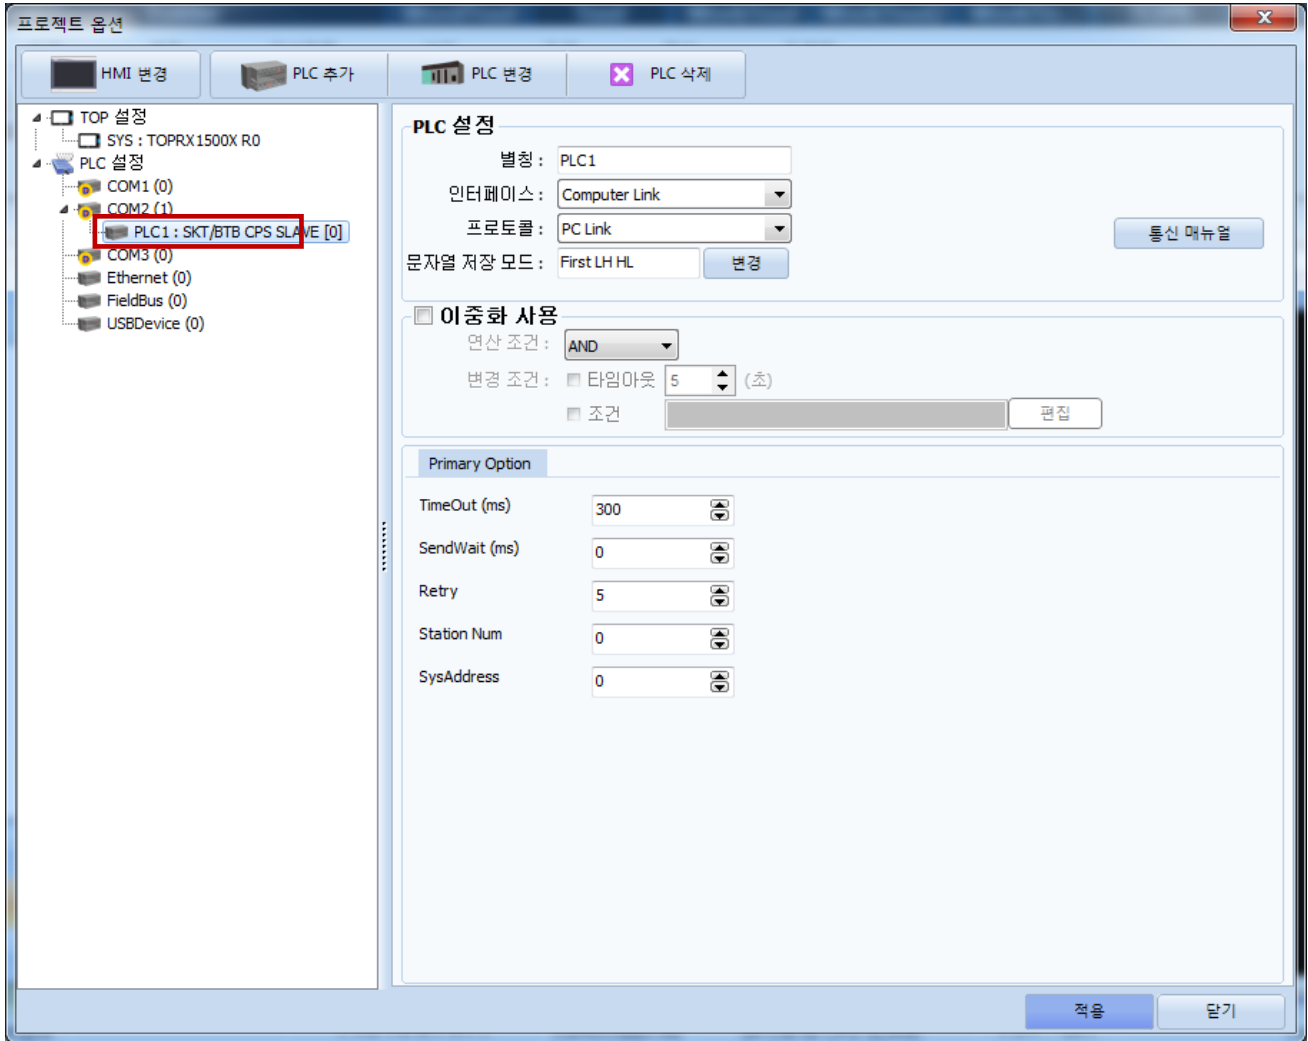 프로젝트 옵션
x
HMI 변경
PLC 추가
PLC 변경
PLC 삭제
TOP 설정
SYS : TOPRX1500X R0
PLC 설정
COM1 (0)
COM2 (1)
PLC1 : SKT/BTB CPS SLAVE [0]
COM3 (0)
Ethernet (0)
FieldBus (0)
USBDevice (0)
PLC 설정
별칭 : PLC1
인터페이스 : Computer Link
프로토콜 : PC Link
통신 매뉴얼
문자열 저장 모드 : First LH HL 변경
이중화 사용
연산 조건 : AND
변경 조건 : 타임아웃 5 (초)
조건 편집
Primary Option
TimeOut (ms) 300
SendWait (ms) 0
Retry 5
Station Num 0
SysAddress 0
적용 닫기